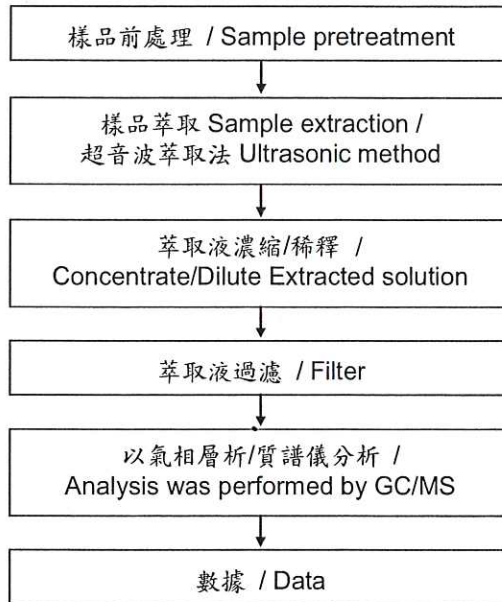 樣品前處理 / Sample pretreatment
樣品萃取 Sample extraction /
超音波萃取法 Ultrasonic method
萃取液濃縮/稀釋 /
Concentrate/Dilute Extracted solution
萃取液過濾 / Filter
以氣相層析/質譜儀分析 /
Analysis was performed by GC/MS
數據 / Data